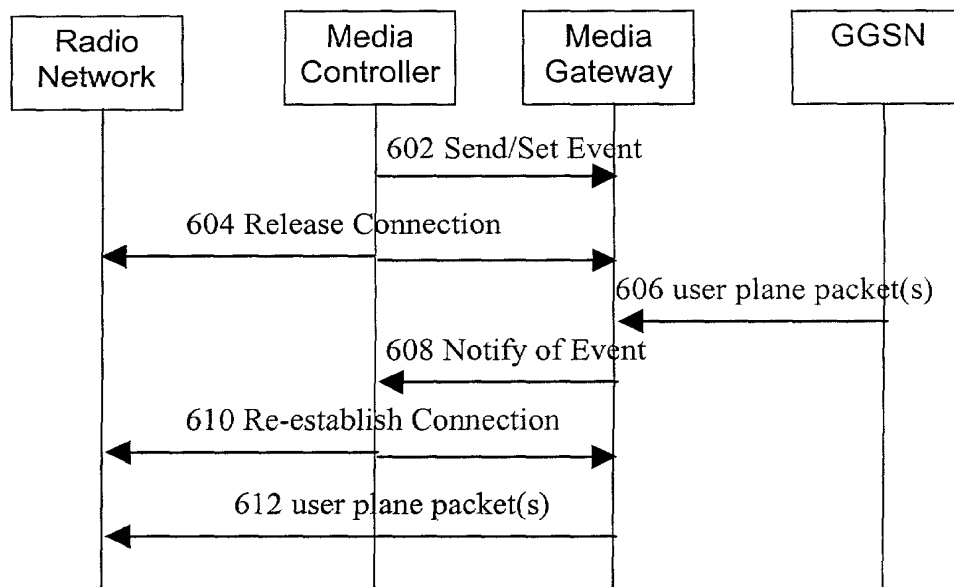 Radio
Network
Media
Controller
Media
Gateway
GGSN
602 Send/Set Event
604 Release Connection
606 user plane packet(s)
608 Notify of Event
610 Re-establish Connection
612 user plane packet(s)